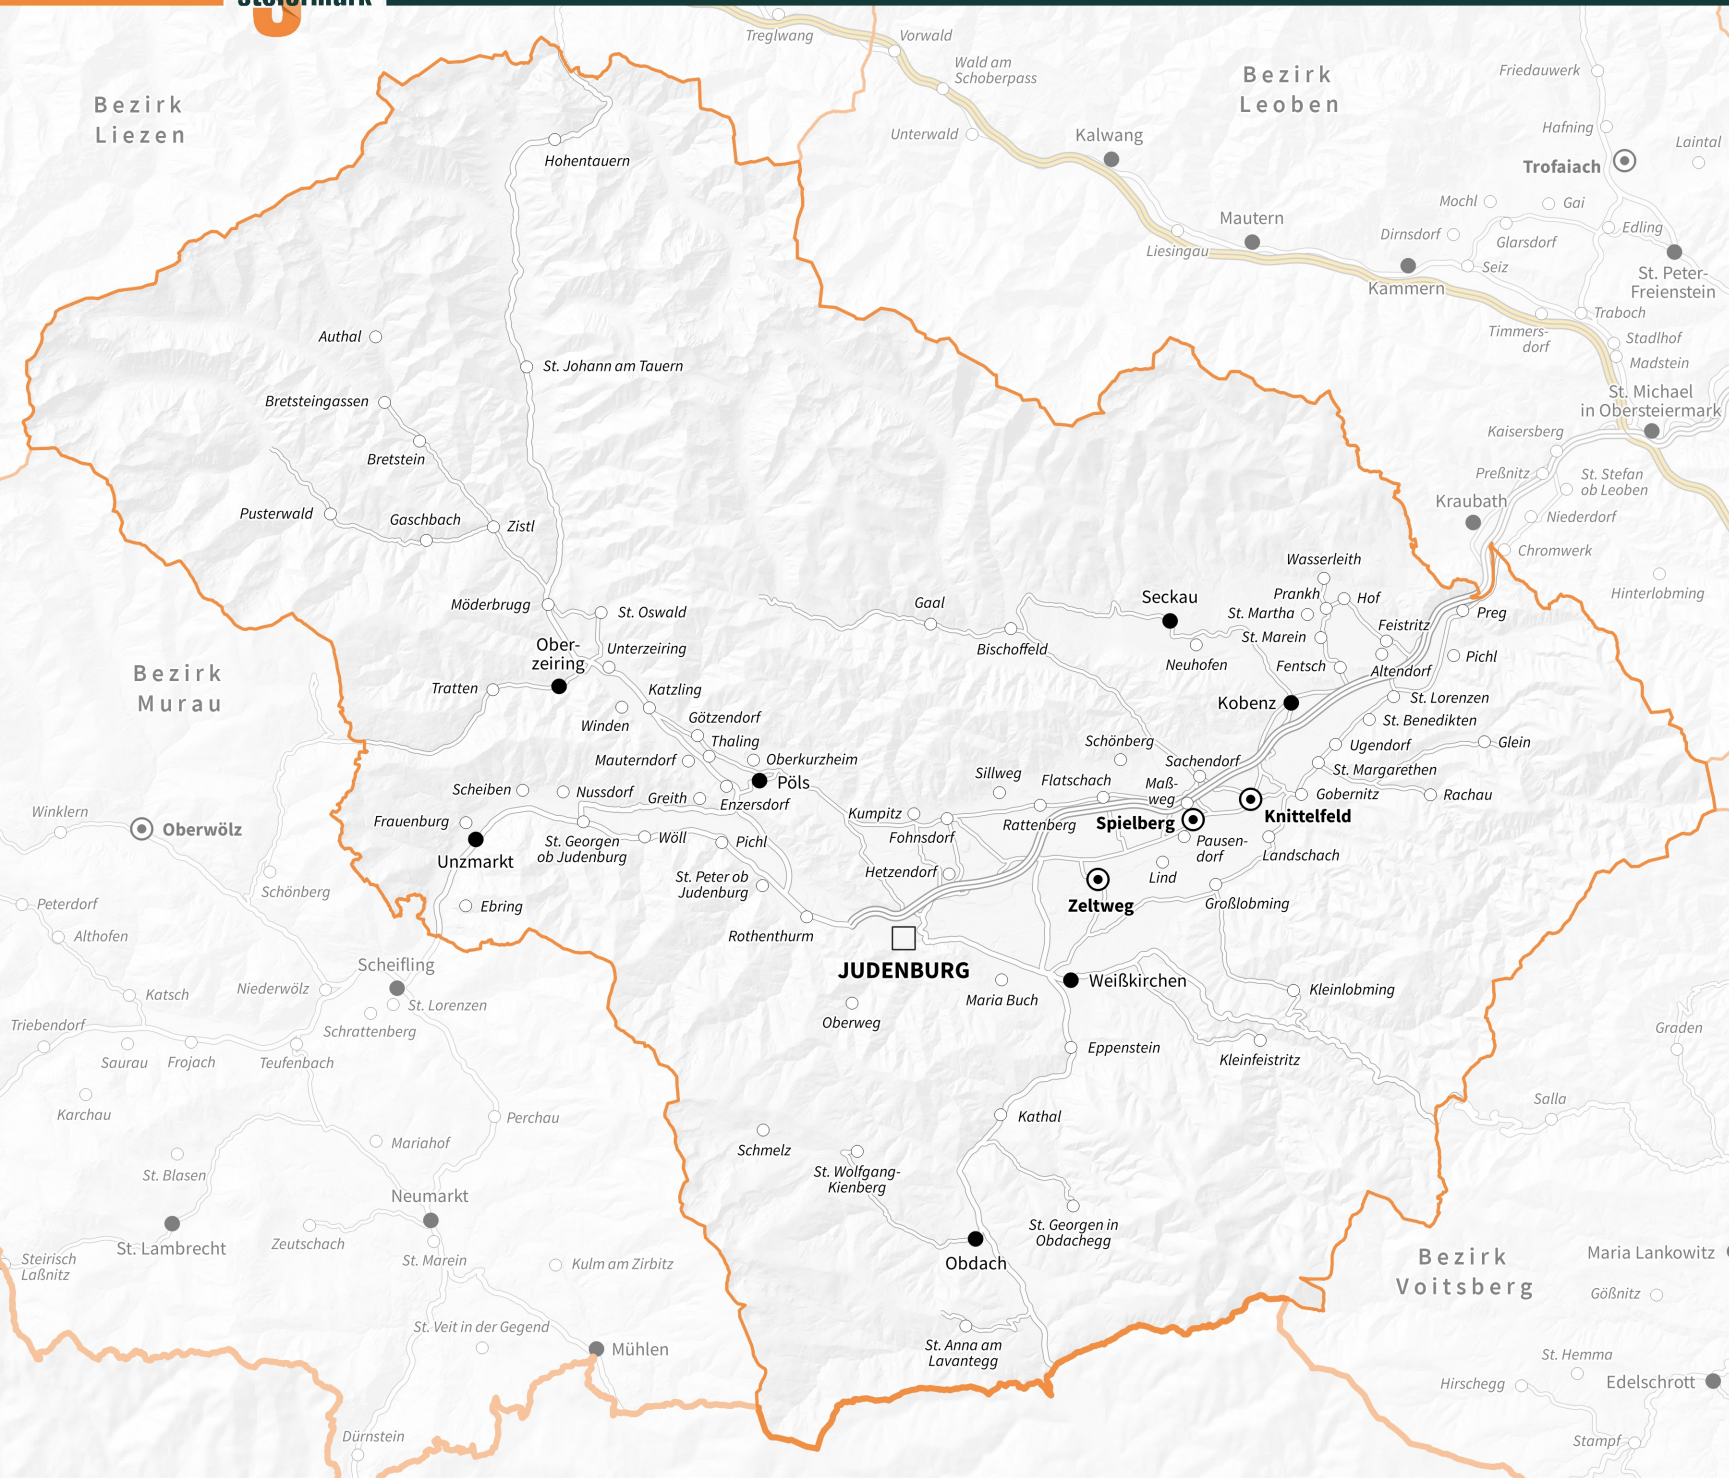 Steiermark
Treglwang
Vorwald
Wald am
Schoberpass
Bezirk
Leoben
Friedauwerk
Bezirk
Liezen
Unterwald
Kalwang
Hafning
Laintal
Trofaiach
Hohentauern
Mautern
Mochl
Gai
Liesingau
Dirnsdorf
Glarsdorf
Edling
Seiz
Kammern
St. Peter-
Freienstein
Traboch
Timmers-
dorf
Stadlhof
Madstein
Authal
St. Johann am Tauern
St. Michael
in Obersteiermark
Bretsteingassen
Bretstein
Kaisersberg
Preßnitz
St. Stefan
ob Leoben
Kraubath
Niederdorf
Pusterwald
Gaschbach
Zistl
Chromwerk
Hinterlobming
Wasserleith
Möderbrugg
St. Oswald
Gaal
Seckau
Prankh
Hof
St. Martha
Preg
Feistritz
Bischoffeld
St. Marein
Ober-
zeiring
Unterzeiring
Neuhofen
Fentsch
Altendorf
Pichl
Bezirk
Murau
Tratten
Katzling
Kobenz
St. Lorenzen
Winden
Götzendorf
St. Benedikten
Thaling
Schönberg
Ugendorf
Glein
Mauterndorf
Oberkurzheim
Sachendorf
St. Margarethen
Sillweg
Flatschach
Maß-
weg
Scheiben
Nussdorf
Greith
Pöls
Enzersdorf
Gobernitz
Rachau
Winklern
Oberwölz
Frauenburg
Kumpitz
Fohnsdorf
Rattenberg
Spielberg
Knittelfeld
Unzmarkt
St. Georgen
ob Judenburg
Wöll
Pichl
Pausen-
dorf
Landschach
Schönberg
St. Peter ob
Judenburg
Hetzendorf
Lind
Peterdorf
Ebring
Zeltweg
Großlobming
Althofen
Rothenthurm
Scheifling
JUDENBURG
Katsch
Niederwölz
St. Lorenzen
Maria Buch
Weißkirchen
Kleinlobming
Triebendorf
Schrattenberg
Oberweg
Graden
Saurau
Frojach
Teufenbach
Eppenstein
Kleinfeistritz
Karchau
Perchau
Kathal
Salla
Mariahof
Schmelz
St. Blasen
St. Wolfgang-
Kienberg
Neumarkt
St. Georgen in
Obdachegg
St. Lambrecht
Zeutschach
Steirisch
Laßnitz
St. Marein
Kulm am Zirbitz
Obdach
Bezirk
Voitsberg
Maria Lankowitz
Gößnitz
St. Veit in der Gegend
Mühlen
St. Anna am
Lavantegg
St. Hemma
Hirschegg
Edelschrott
Dürnstein
Stampf